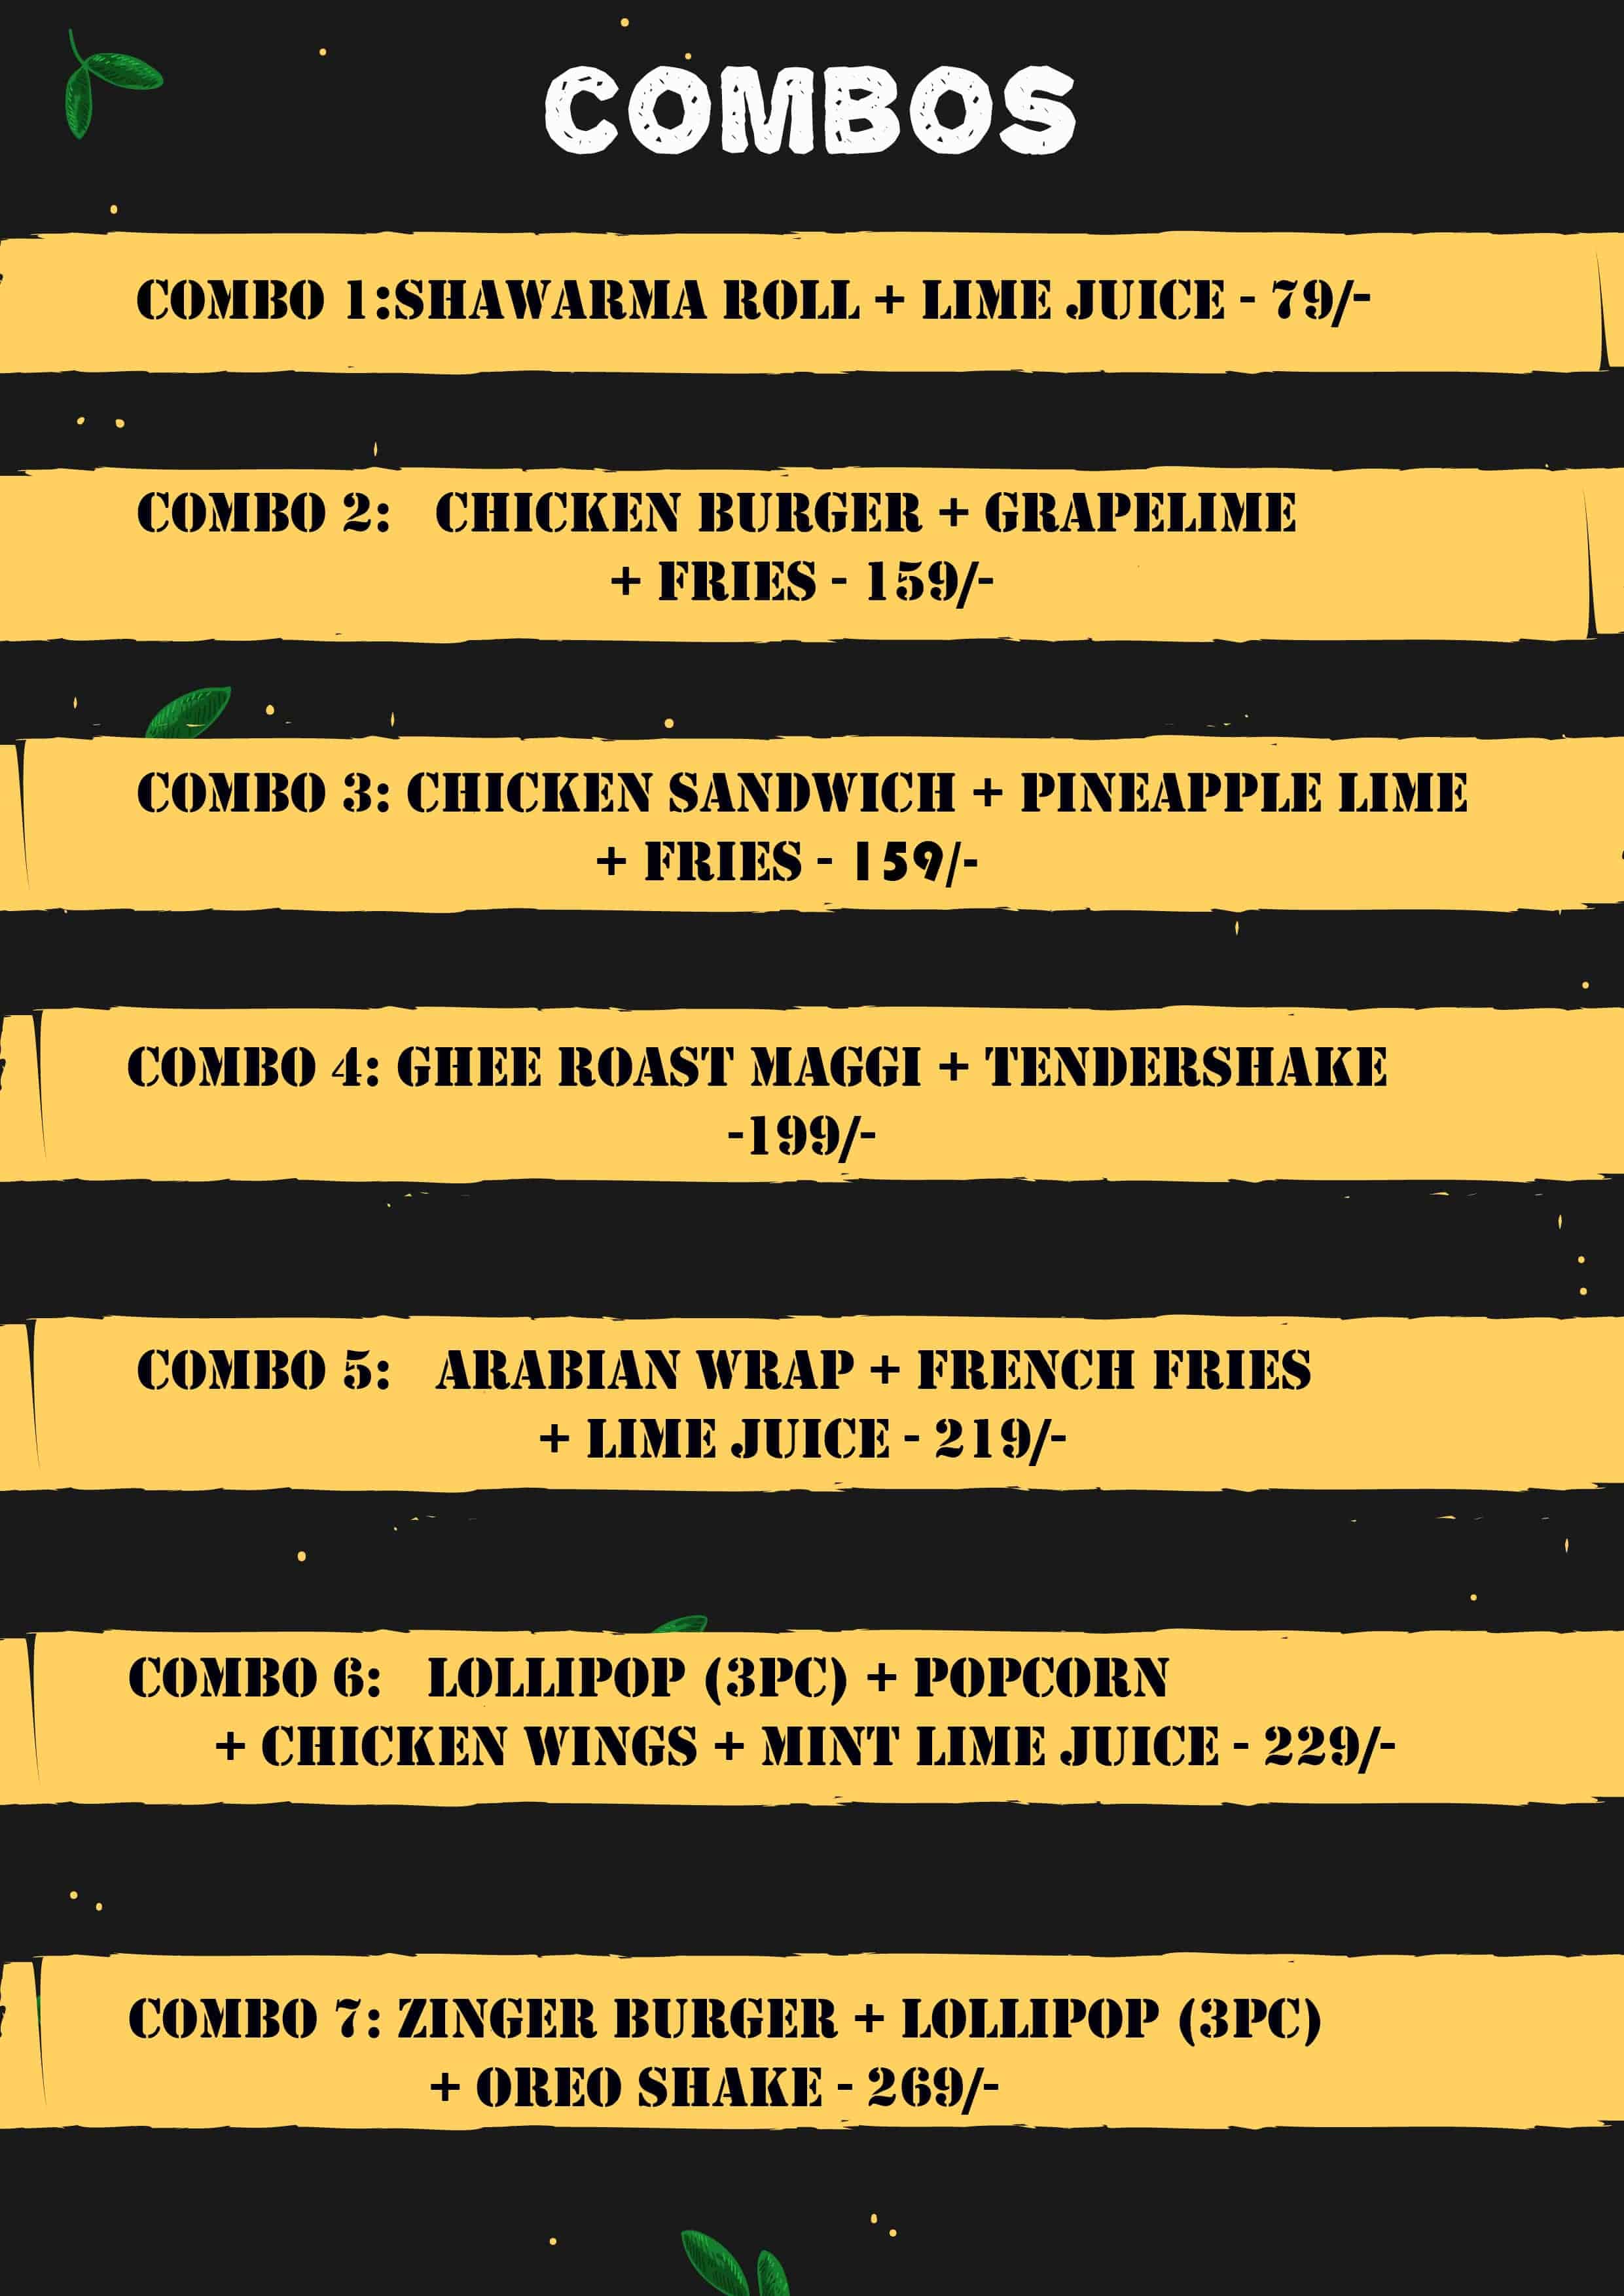 COMBOS
COMBO 1:SHAWARMA ROLL + LIME JUICE - 79/-
COMBO 2: CHICKEN BURGER + GRAPELIME
+ FRIES - 159/-
COMBO 3: CHICKEN SANDWICH + PINEAPPLE LIME
+ FRIES - 159/-
COMBO 4: GHEE ROAST MAGGI + TENDERSHAKE
-199/-
COMBO 5: ARABIAN WRAP + FRENCH FRIES
+ LIME JUICE - 219/-
COMBO 6: LOLLIPOP (3PC) + POPCORN
+ CHICKEN WINGS + MINT LIME JUICE - 229/-
COMBO 7: ZINGER BURGER + LOLLIPOP (3PC)
+ OREO SHAKE - 269/-